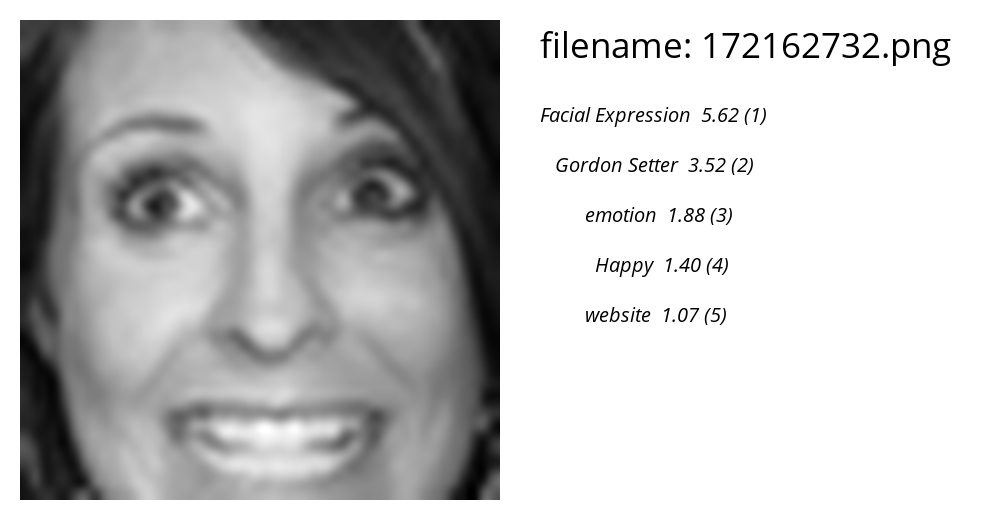 filename: 172162732.png
Facial Expression 5.62 (1)
Gordon Setter 3.52 (2)
emotion 1.88 (3)
Happy 1.40 (4)
website 1.07 (5)